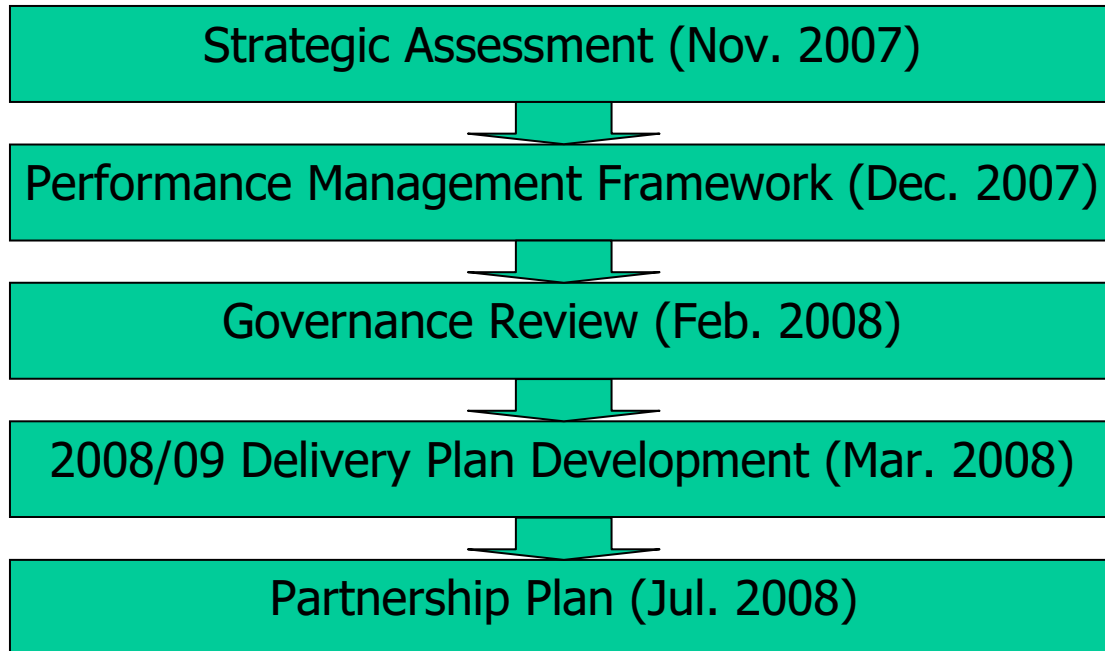 Strategic Assessment (Nov. 2007)
Performance Management Framework (Dec. 2007)
Governance Review (Feb. 2008)
2008/09 Delivery Plan Development (Mar. 2008)
Partnership Plan (Jul. 2008)